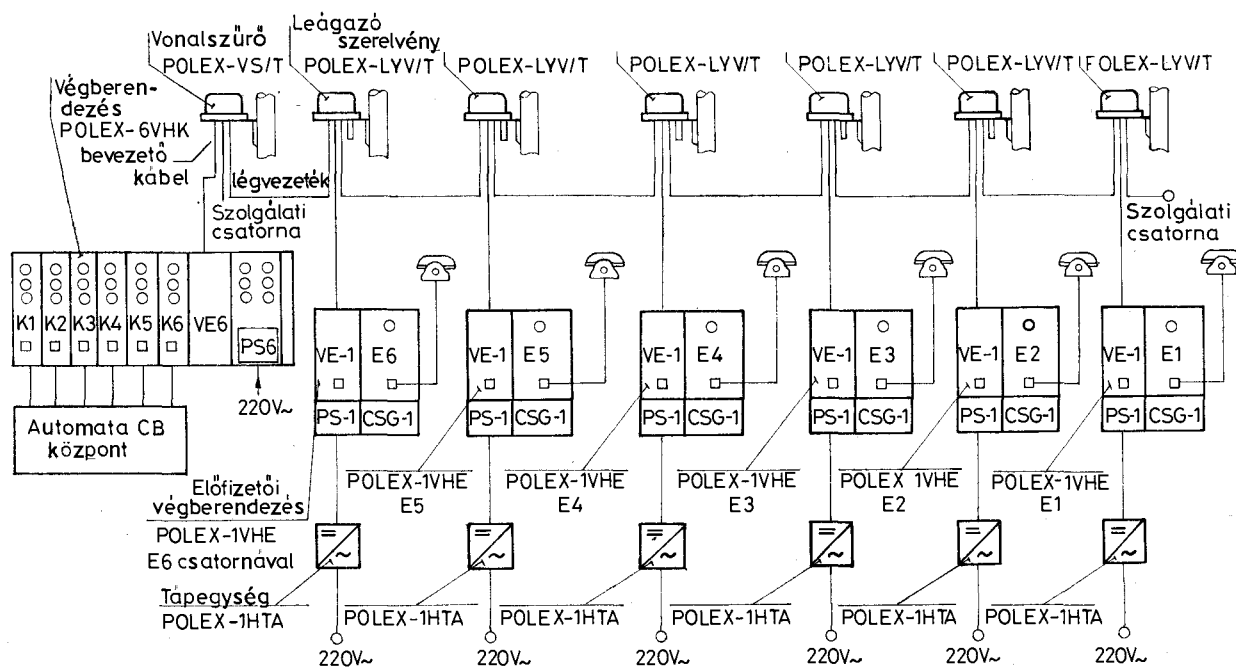 Vonalszűrő
POLEX-VS/T
Leágazó
szerelvény
POLEX-LYV/T
POLEX-LYV/T
POLEX-LYV/T
POLEX-LYV/T
POLEX-LYV/T
POLEX-LYV/T
Végberen-
dezés
POLEX-6VHK
bevezető
kábel
légvezeték
Szolgálati
csatorna
Szolgálati
csatorna
K1 K2 K3 K4 K5 K6 VE6 PS6
220V~
Automata CB
központ
VE-1 E6
PS-1 CSG-1
VE-1 E5
PS-1 CSG-1
VE-1 E4
PS-1 CSG-1
VE-1 E3
PS-1 CSG-1
VE-1 E2
PS-1 CSG-1
VE-1 E1
PS-1 CSG-1
Előfizetői
végberendezés
POLEX-1VHE
E6 csatornával
POLEX-1VHE
E5
POLEX-1VHE
E4
POLEX-1VHE
E3
POLEX 1VHE
E2
POLEX-1VHE
E1
Tápegység
POLEX-1HTA
POLEX-1HTA
POLEX-1HTA
POLEX-1HTA
POLEX-1HTA
POLEX-1HTA
220V~
220V~
220V~
220V~
220V~
220V~